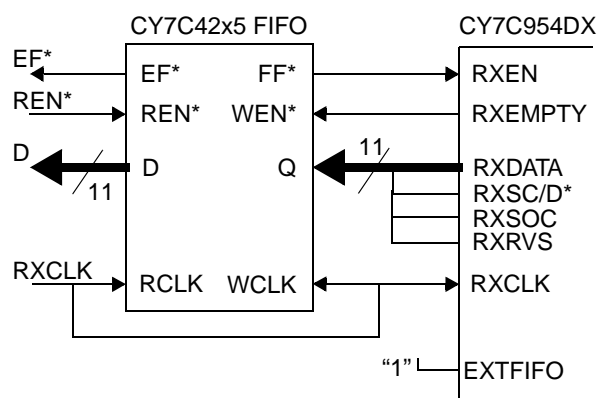 CY7C42x5 FIFO CY7C954DX
EF* EF* FF* RXEN
REN* REN* WEN* RXEMPTY
D D Q RXDATA
11 11
RXSC/D*
RXSOC
RXRVS
RXCLK RCLK WCLK RXCLK
“1” EXTFIFO